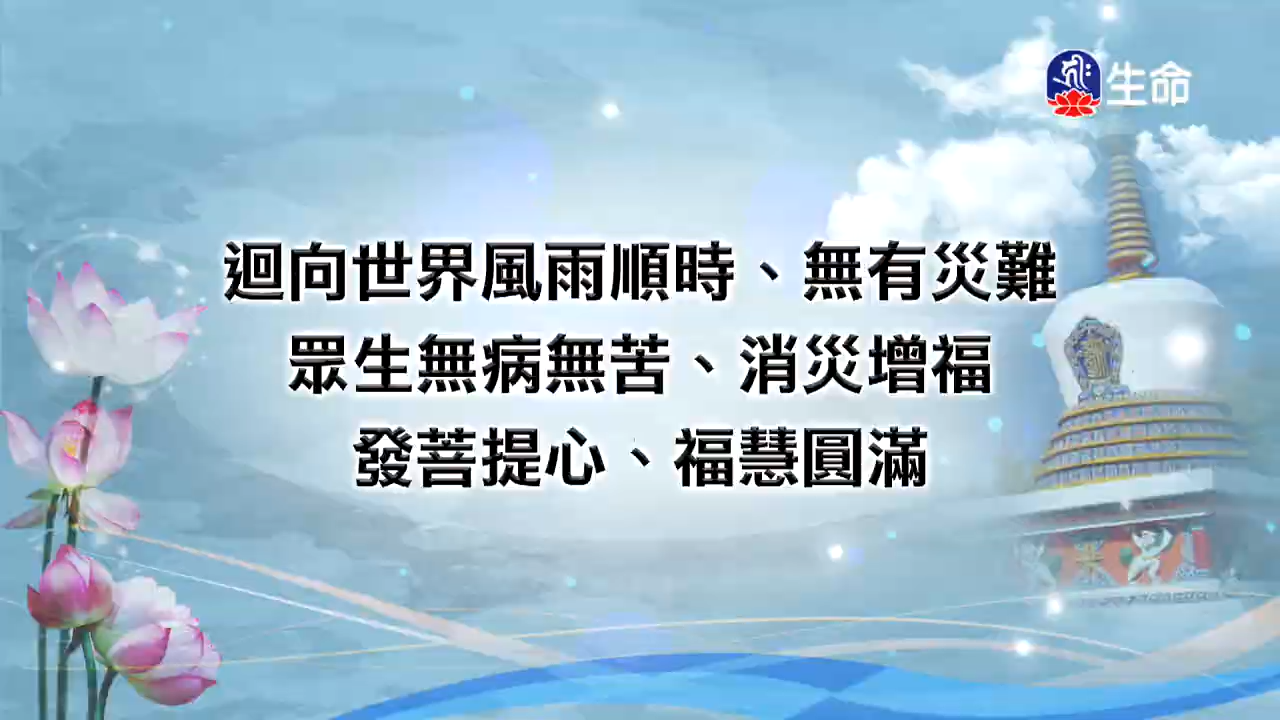 生命
迴向世界風雨順時、無有災難
眾生無病無苦、消災增福
發菩提心、福慧圓滿